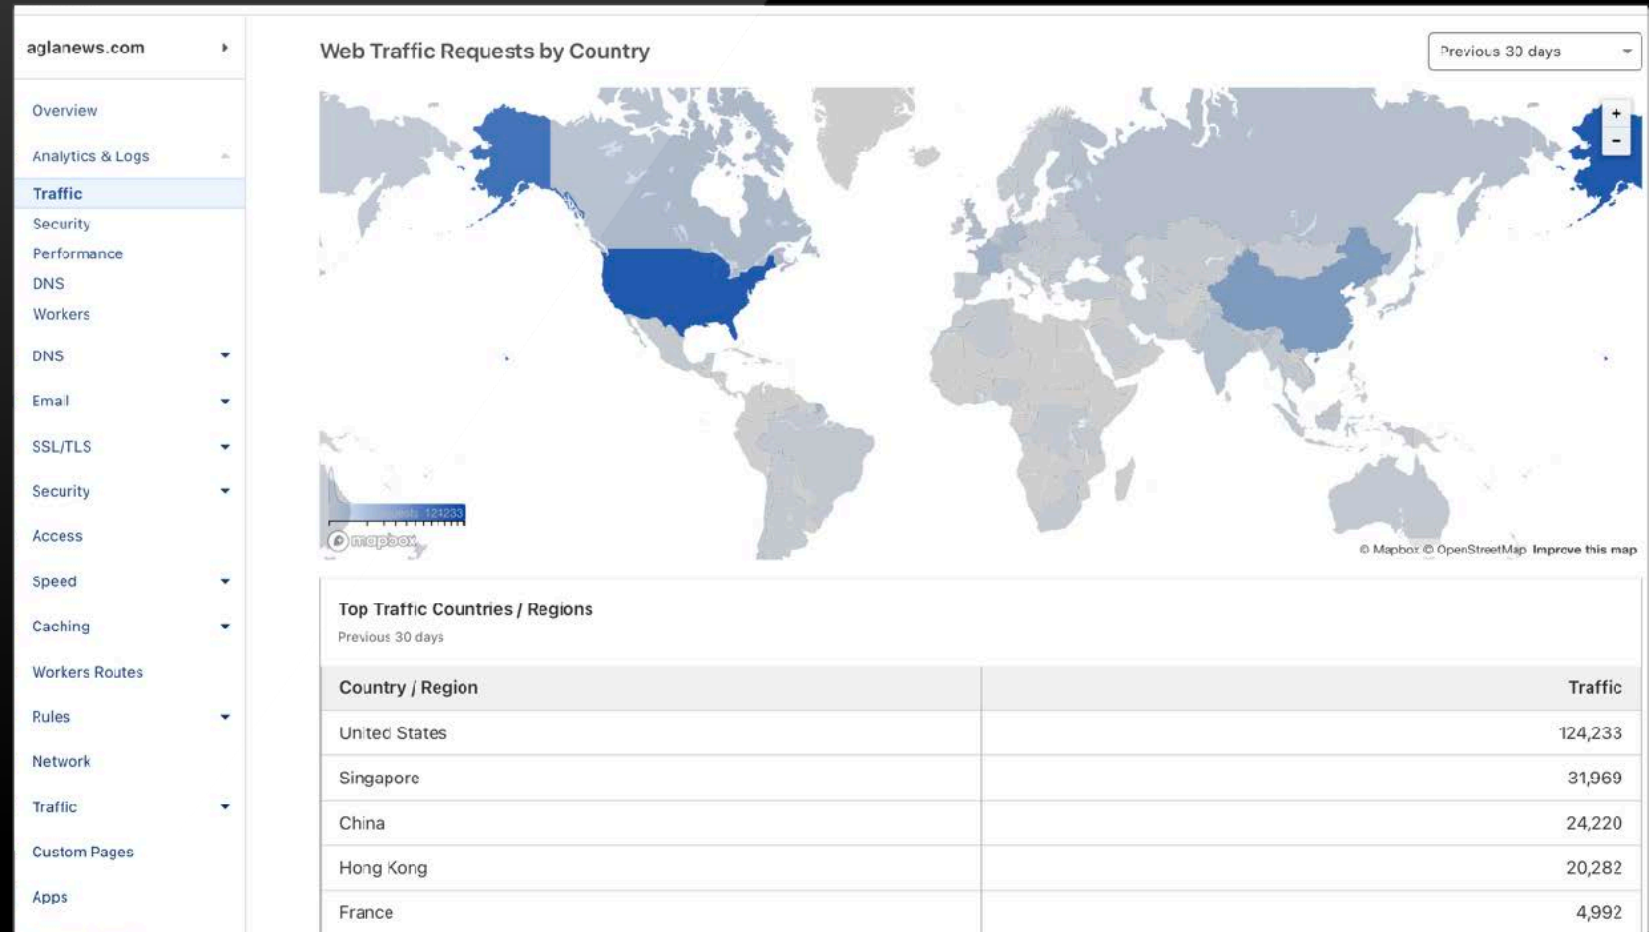 aglanews.com
Web Traffic Requests by Country
Previous 30 days
Overview
Analytics & Logs
Traffic
Security
Performance
DNS
Workers
DNS
Email
SSL/TLS
Security
Access
Speed
Caching
Workers Routes
Rules
Network
Traffic
Custom Pages
Apps
+
-
124233
mapbox
© Mapbox © OpenStreetMap Improve this map
Top Traffic Countries / Regions
Previous 30 days
Country / Region Traffic
United States 124,233
Singapore 31,969
China 24,220
Hong Kong 20,282
France 4,992